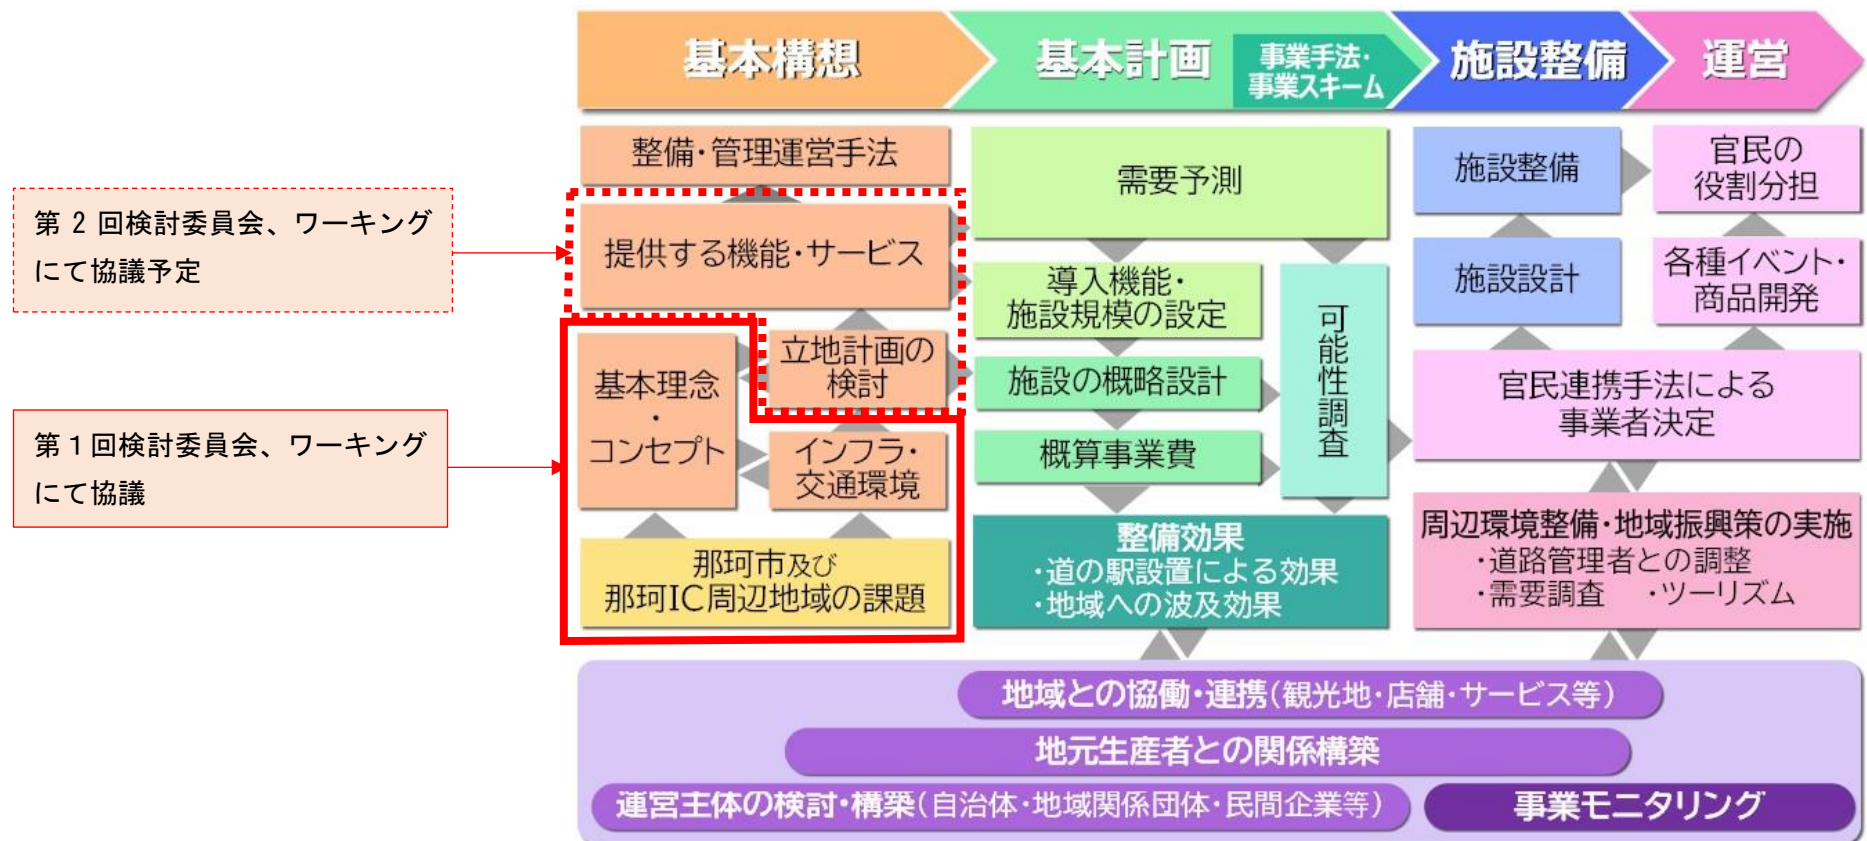 基本構想
基本計画
事業手法・
事業スキーム
施設整備
運営
第2回検討委員会、ワーキング
にて協議予定
第1回検討委員会、ワーキング
にて協議
整備・管理運営手法
提供する機能・サービス
立地計画の
検討
基本理念
・
コンセプト
インフラ・
交通環境
那珂市及び
那珂IC周辺地域の課題
需要予測
導入機能・
施設規模の設定
施設の概略設計
概算事業費
可能性調査
整備効果
・道の駅設置による効果
・地域への波及効果
施設整備
施設設計
官民の
役割分担
各種イベント・
商品開発
官民連携手法による
事業者決定
周辺環境整備・地域振興策の実施
・道路管理者との調整
・需要調査 ・ツーリズム
地域との協働・連携(観光地・店舗・サービス等)
地元生産者との関係構築
運営主体の検討・構築(自治体・地域関係団体・民間企業等)
事業モニタリング